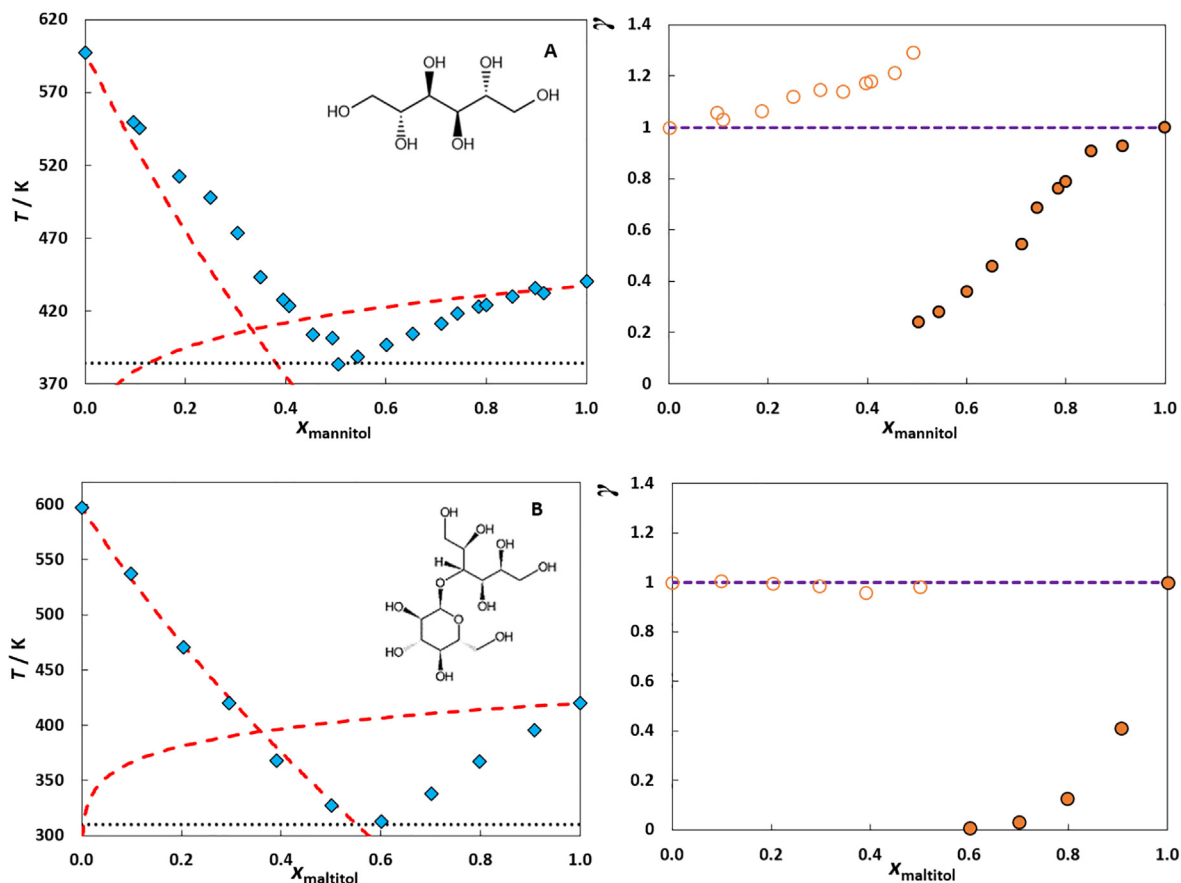 620
570
520
470
420
370
T / K
A
HO
OH
OH
OH
OH
OH
0.0
0.2
0.4
0.6
0.8
1.0
xmannitol
γ
1.4
1.2
1
0.8
0.6
0.4
0.2
0
0.0
0.2
0.4
0.6
0.8
1.0
xmannitol
600
550
500
450
400
350
300
T / K
B
OH
OH
OH
H
OH
O
OH
HO
O
OH
HO
OH
0.0
0.2
0.4
0.6
0.8
1.0
xmaltitol
γ
1.4
1.2
1
0.8
0.6
0.4
0.2
0
0.0
0.2
0.4
0.6
0.8
1.0
xmaltitol